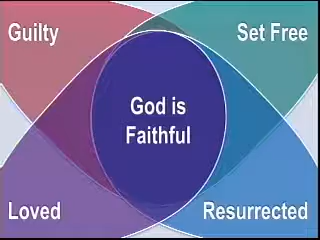 Guilty
Set Free
God is
Faithful
Loved
Resurrected